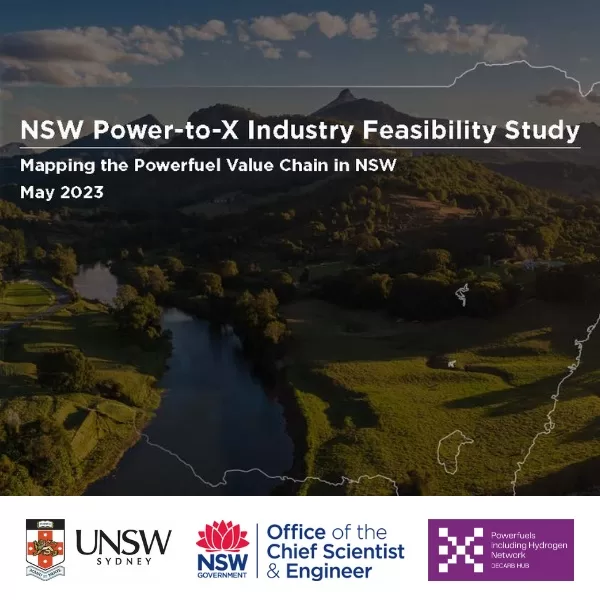 NSW Power-to-X Industry Feasibility Study
Mapping the Powerfuel Value Chain in NSW
May 2023
UNSW
SYDNEY
NSW
GOVERNMENT
Office of the
Chief Scientist
& Engineer
Powerfuels
including Hydrogen
Network
DECARB HUB